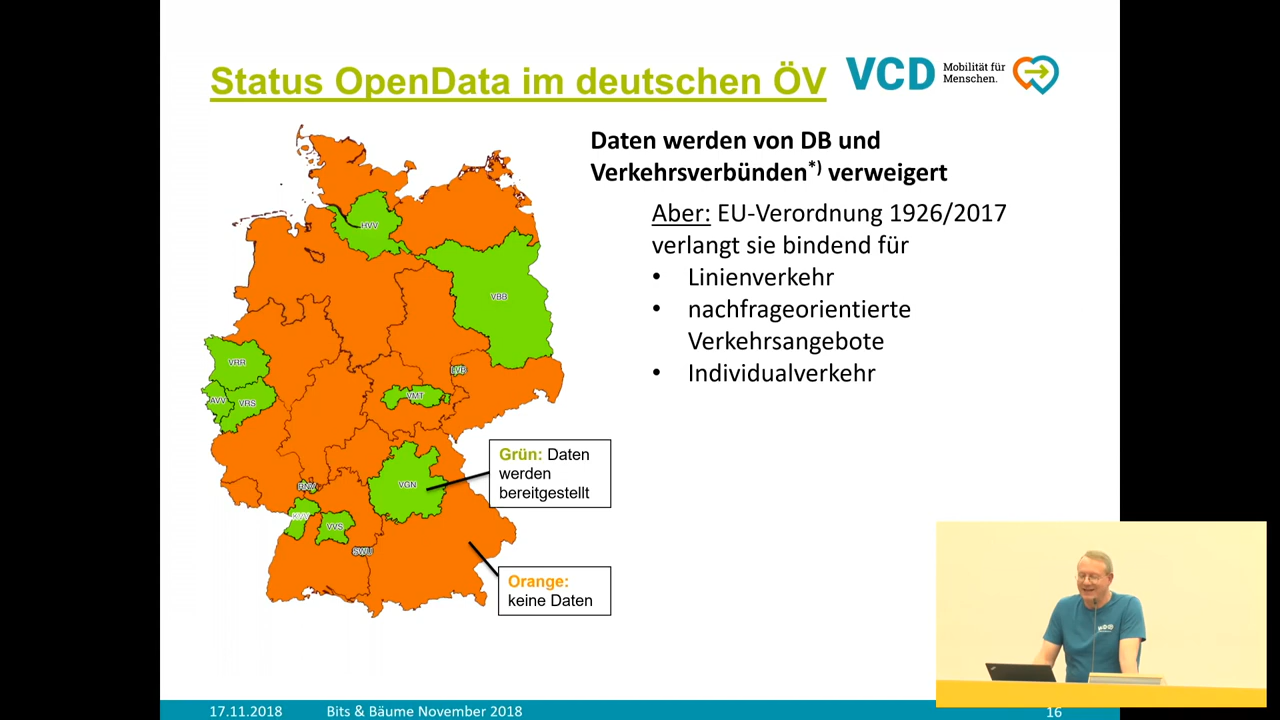 Status OpenData im deutschen ÖV
VCD
Mobilität für
Menschen.
Daten werden von DB und
Verkehrsverbünden*) verweigert
Aber: EU-Verordnung 1926/2017
verlangt sie bindend für
• Linienverkehr
• nachfrageorientierte
Verkehrsangebote
• Individualverkehr
HVV
VBB
VRR
LVB
AVV
VRS
VMT
VGN
RNV
KVV
VVS
SWU
Grün: Daten
werden
bereitgestellt
Orange:
keine Daten
17.11.2018
Bits & Bäume November 2018
16